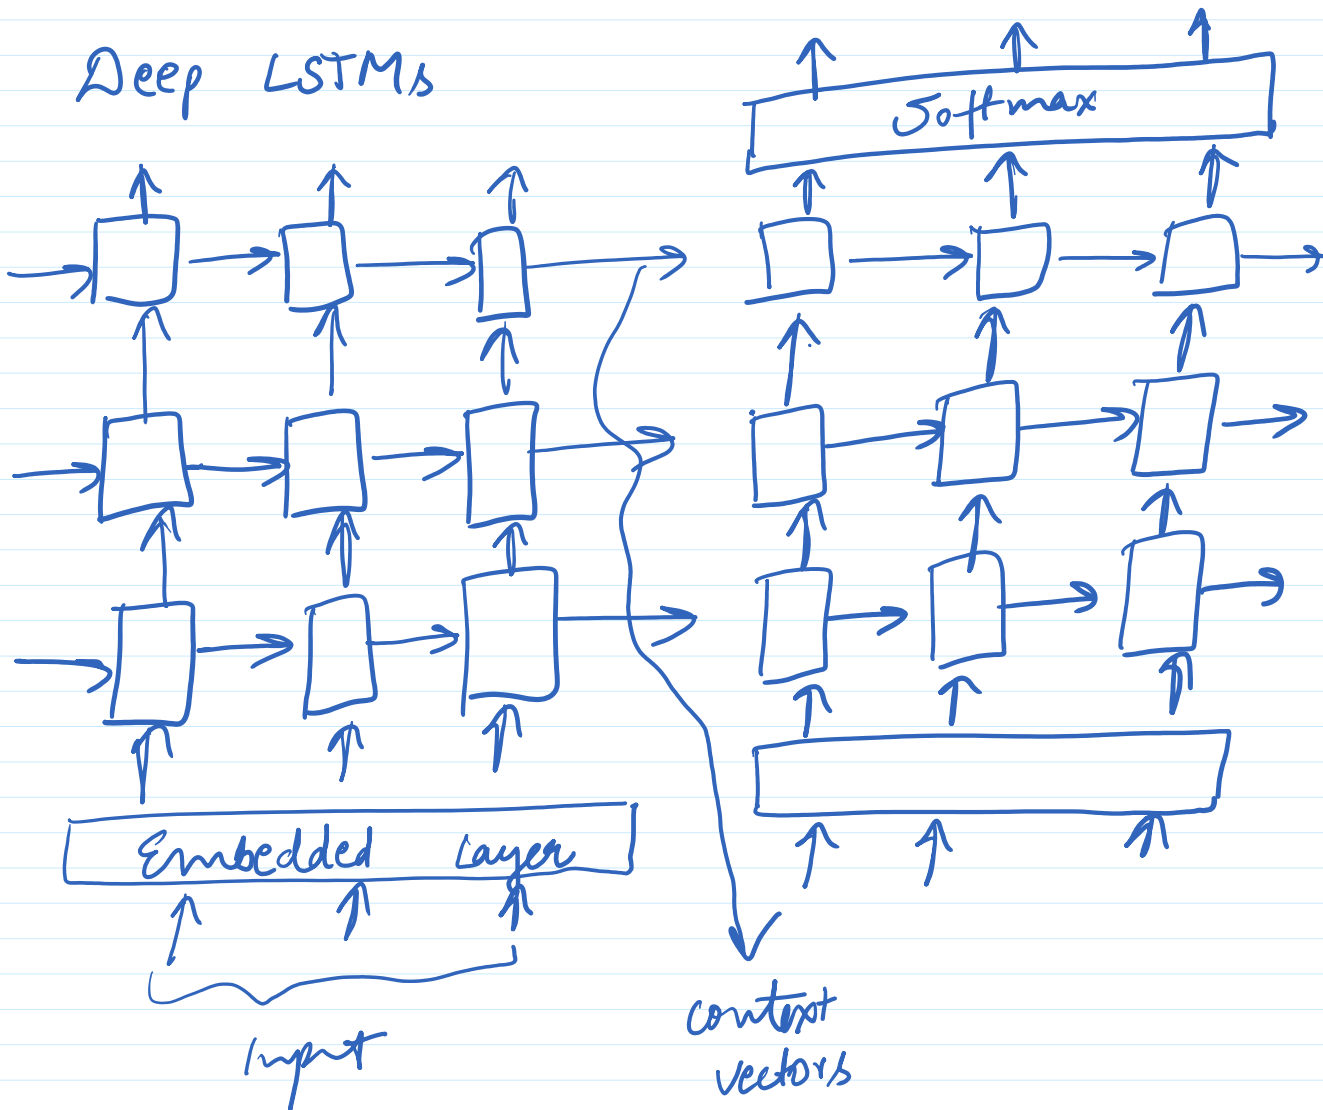 Deep LSTMs
Softmax
Embedded Layer
Input
context
vectors